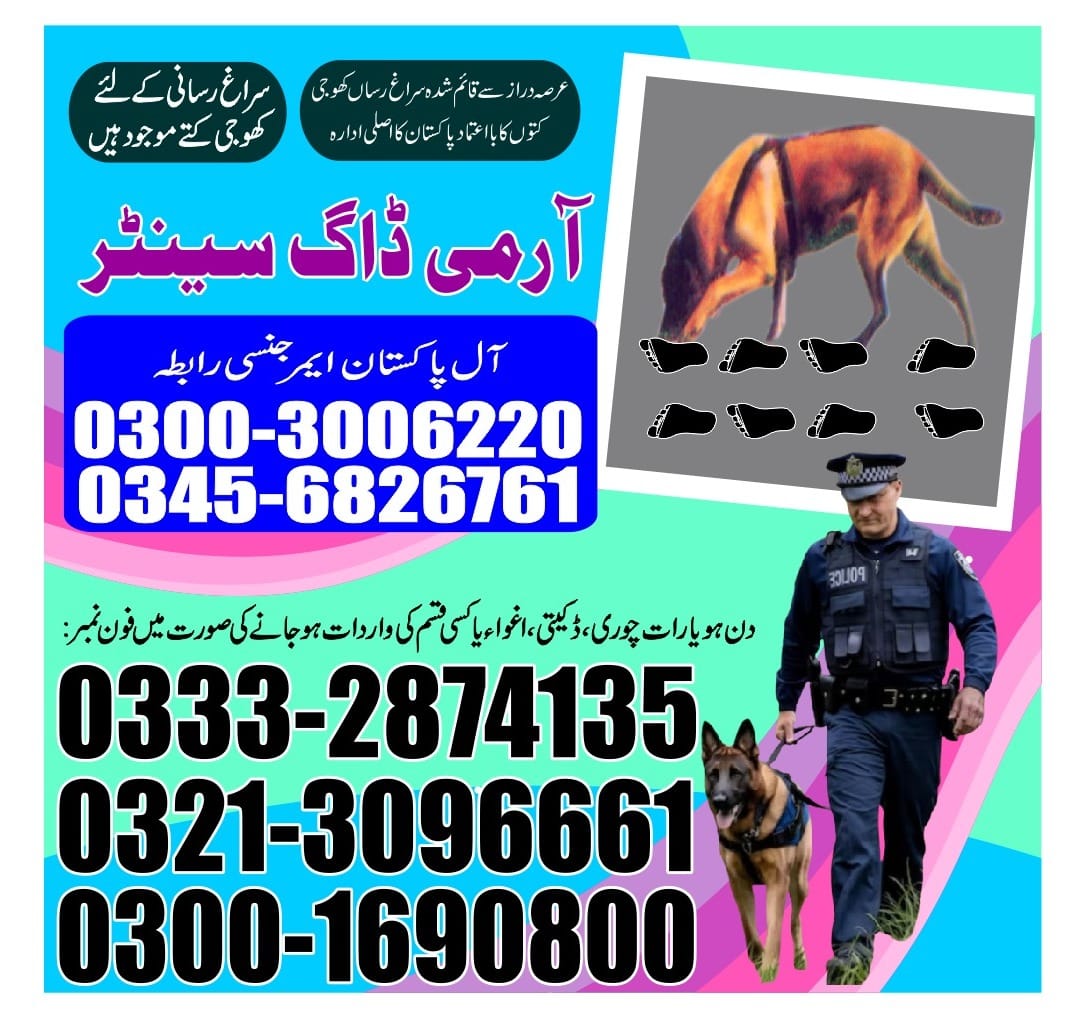 عرصہ دراز سے قائم شدہ سراغ رساں کھوجی
کتوں کا بااعتماد پاکستان کا اصلی ادارہ
سراغ رسانی کے لئے
کھوجی کتے موجود ہیں
آرمی ڈاگ سینٹر
آل پاکستان ایمرجنسی رابطہ
0300-3006220
0345-6826761
دن ہو یا رات چوری، ڈکیتی، اغواء یا کسی قسم کی واردات ہو جانے کی صورت میں فون نمبر:
0333-2874135
0321-3096661
0300-1690800
POLICE